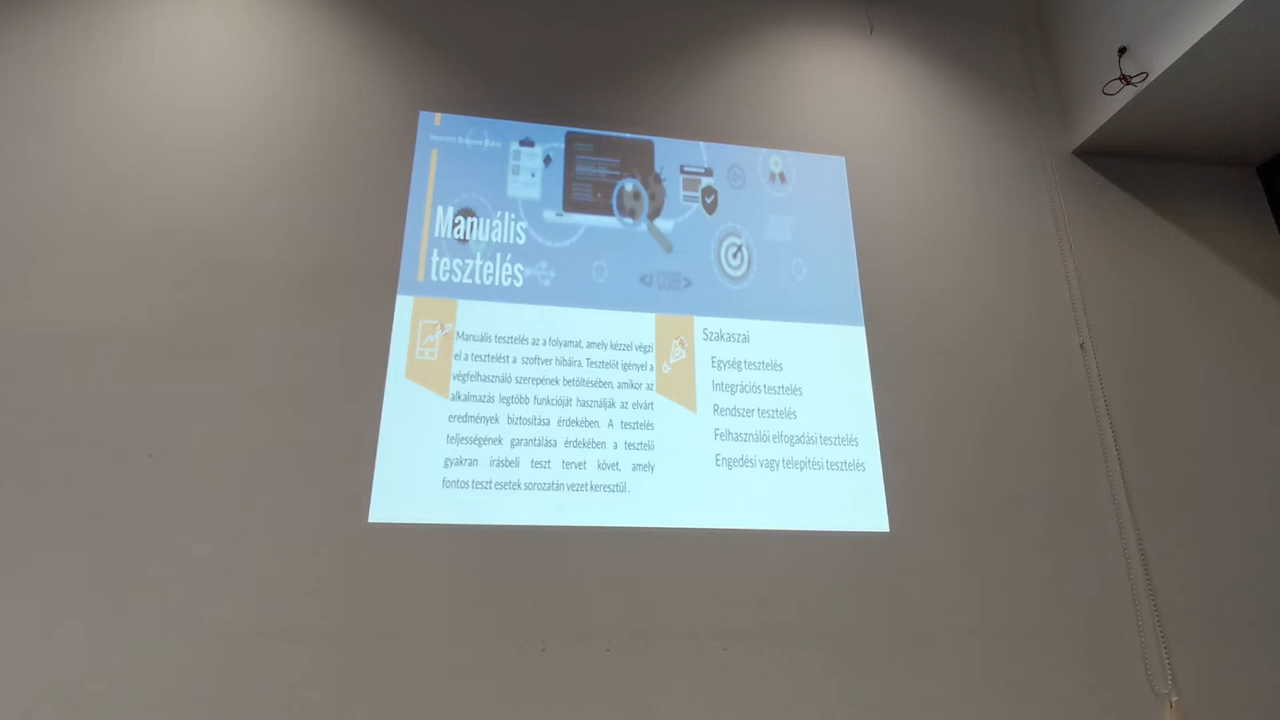 Manuális
tesztelés
Manuális tesztelés az a folyamat, amely kézzel végzi
el a tesztelést a szoftver hibáira. Tesztelőt igényel a
végfelhasználó szerepének betöltésében, amikor az
alkalmazás legtöbb funkcióját használják az elvárt
eredmények biztosítása érdekében. A tesztelés
teljességének garantálása érdekében a tesztelő
gyakran írásbeli teszt tervet követ, amely
fontos teszt esetek sorozatán vezet keresztül.
Szakaszai
Egység tesztelés
Integrációs tesztelés
Rendszer tesztelés
Felhasználói elfogadási tesztelés
Engedési vagy telepítési tesztelés